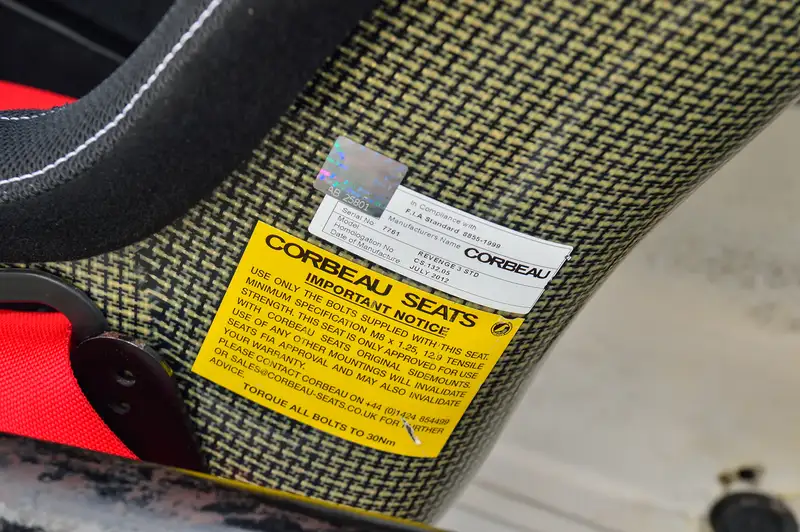 AB 25801
In Compliance with
F.I.A. Standard 8855-1999
Manufacturers Name CORBEAU
Serial No 7761
Model REVENGE 3 STD
Homologation No CS.132.05
Date of Manufacture JULY 2012
CORBEAU SEATS
IMPORTANT NOTICE
USE ONLY THE BOLTS SUPPLIED WITH THIS SEAT.
MINIMUM SPECIFICATION M8 x 1.25, 12.9 TENSILE
STRENGTH. THIS SEAT IS ONLY APPROVED FOR USE
WITH CORBEAU SEATS ORIGINAL SIDEMOUNTS.
USE OF ANY OTHER MOUNTINGS WILL INVALIDATE
SEATS FIA APPROVAL AND MAY ALSO INVALIDATE
YOUR WARRANTY.
PLEASE CONTACT CORBEAU ON +44 (0)1424 854499
OR SALES@CORBEAU-SEATS.CO.UK FOR FURTHER
ADVICE.
TORQUE ALL BOLTS TO 30Nm